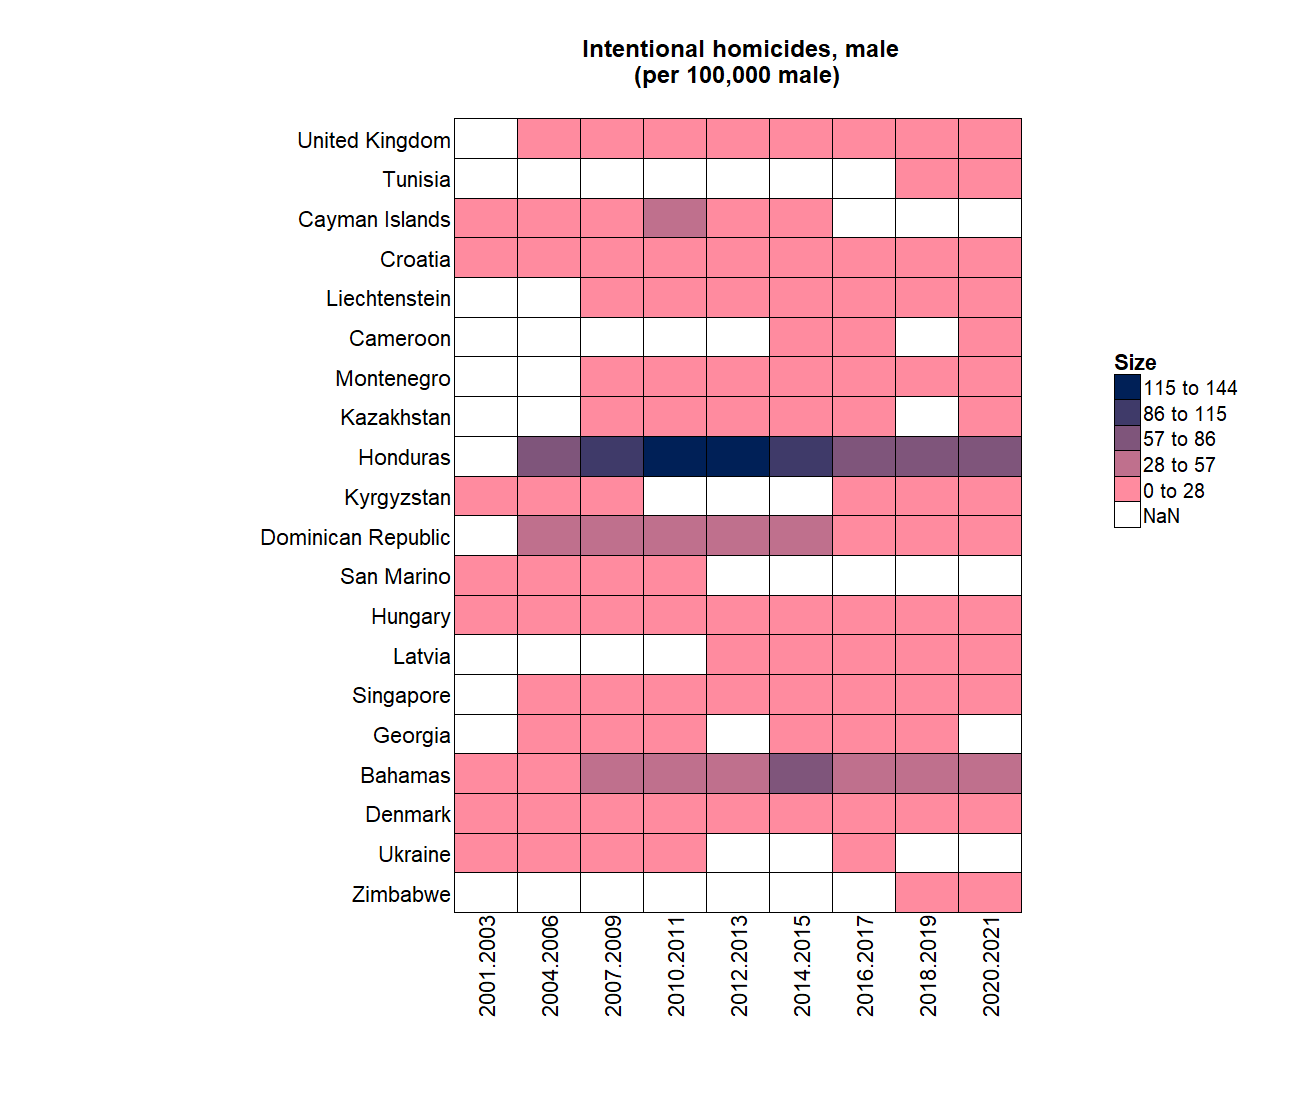 Intentional homicides, male
(per 100,000 male)
United Kingdom
Tunisia
Cayman Islands
Croatia
Liechtenstein
Cameroon
Montenegro
Kazakhstan
Honduras
Kyrgyzstan
Dominican Republic
San Marino
Hungary
Latvia
Singapore
Georgia
Bahamas
Denmark
Ukraine
Zimbabwe
2001.2003
2004.2006
2007.2009
2010.2011
2012.2013
2014.2015
2016.2017
2018.2019
2020.2021
Size
115 to 144
86 to 115
57 to 86
28 to 57
0 to 28
NaN